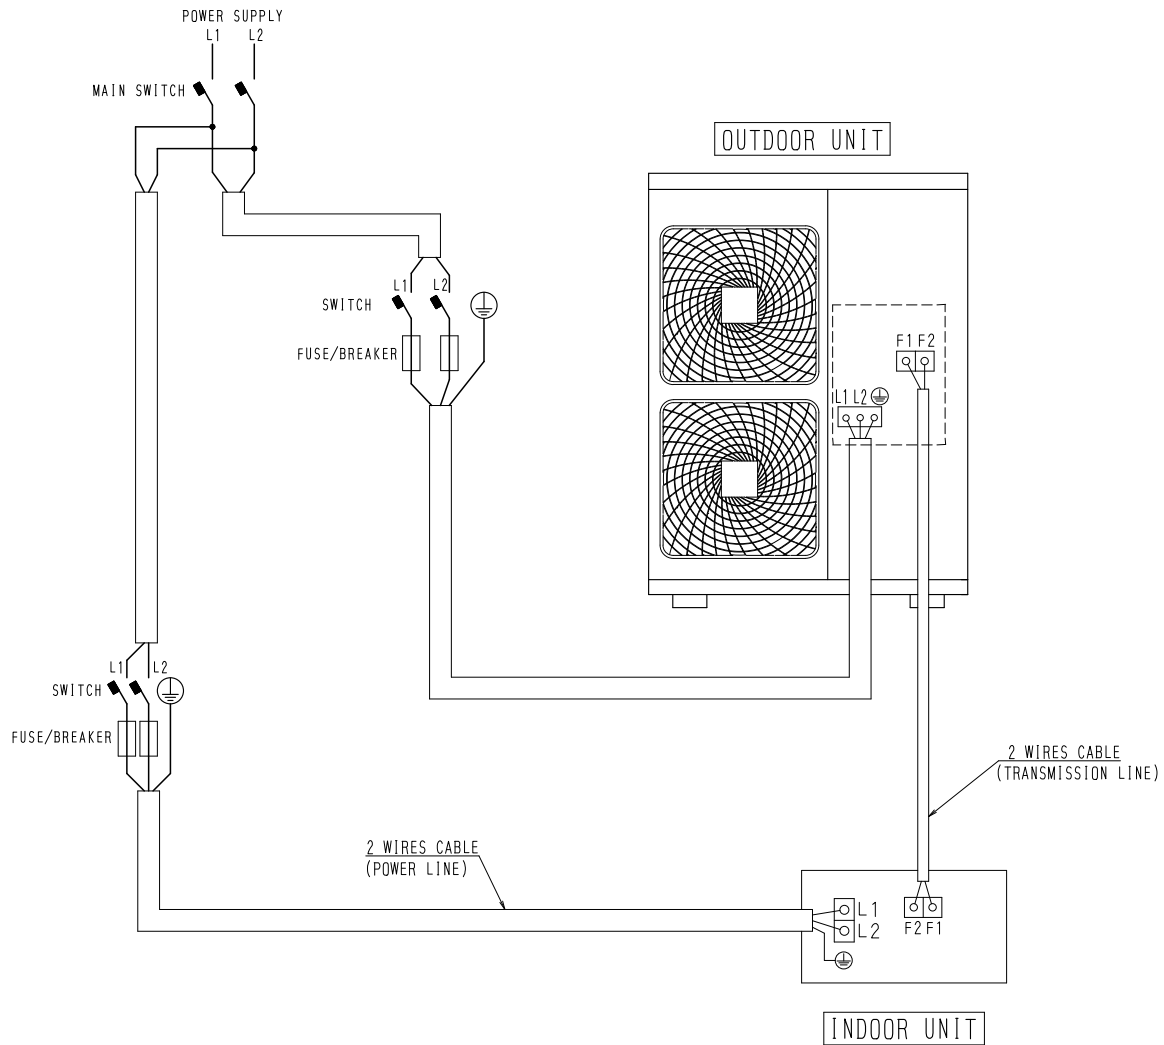 POWER SUPPLY
L1 L2
MAIN SWITCH
OUTDOOR UNIT
L1 L2
SWITCH
FUSE/BREAKER
F1 F2
L1 L2
L1 L2
SWITCH
FUSE/BREAKER
2 WIRES CABLE
(TRANSMISSION LINE)
2 WIRES CABLE
(POWER LINE)
L1
L2
F2 F1
INDOOR UNIT